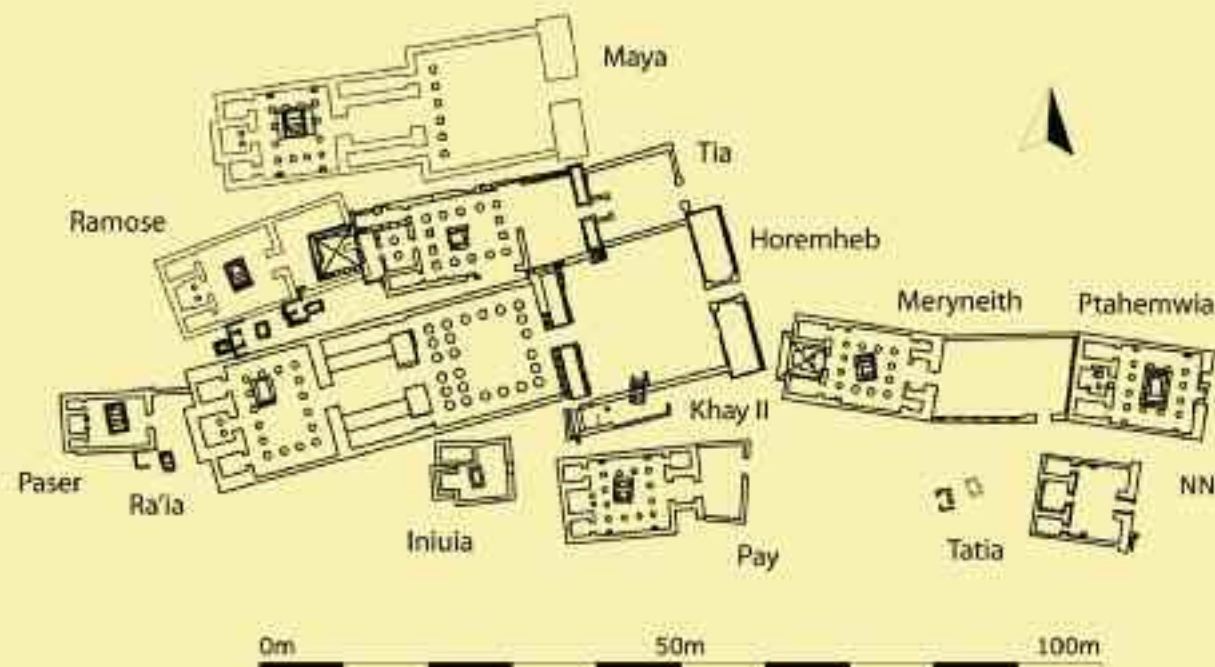 Maya
Tia
Ramose
Horemheb
Meryneith
Ptahemwia
Khay II
Paser
Ra'ia
Iniuia
Pay
Tatia
NN
0m
50m
100m